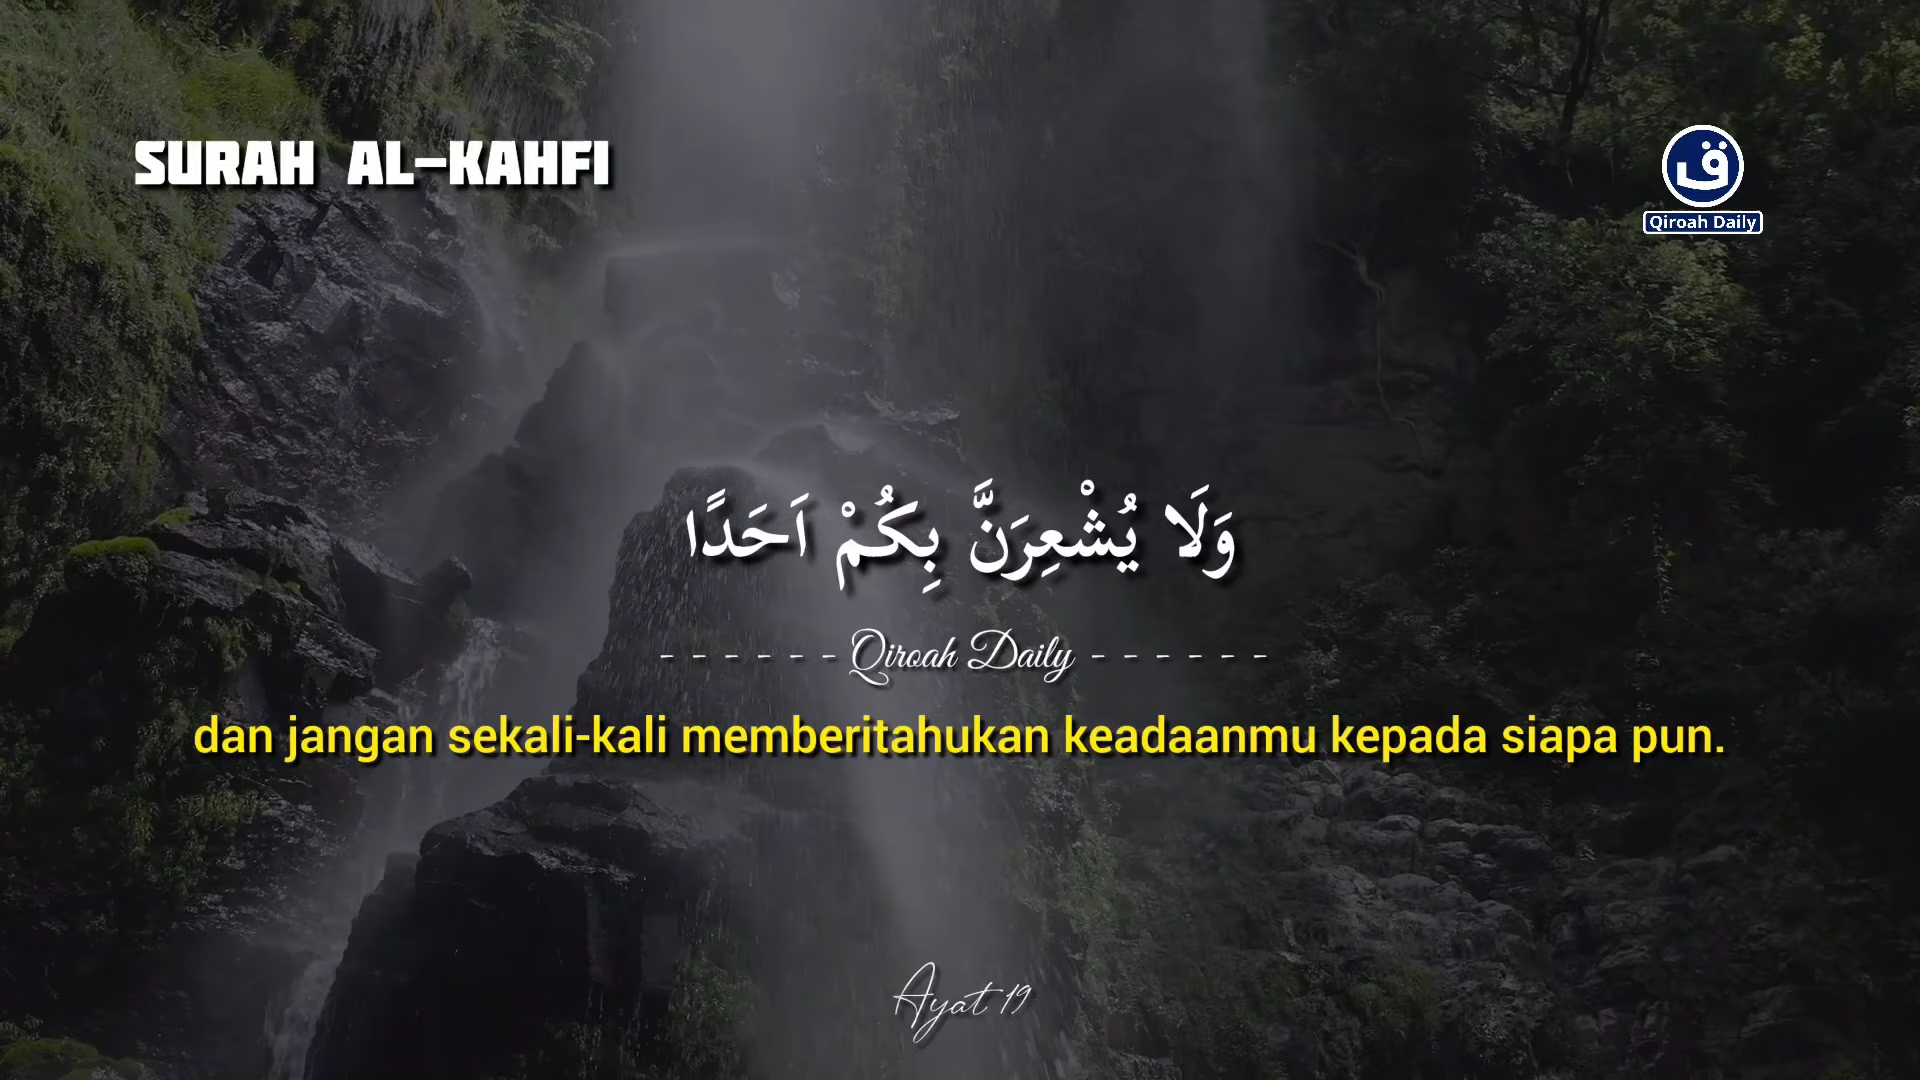 SURAH AL-KAHFI
ق
Qiroah Daily
وَلَا يُشْعِرَنَّ بِكُمْ اَحَدًا
- - - - - - Qiroah Daily - - - - - -
dan jangan sekali-kali memberitahukan keadaanmu kepada siapa pun.
Ayat 19